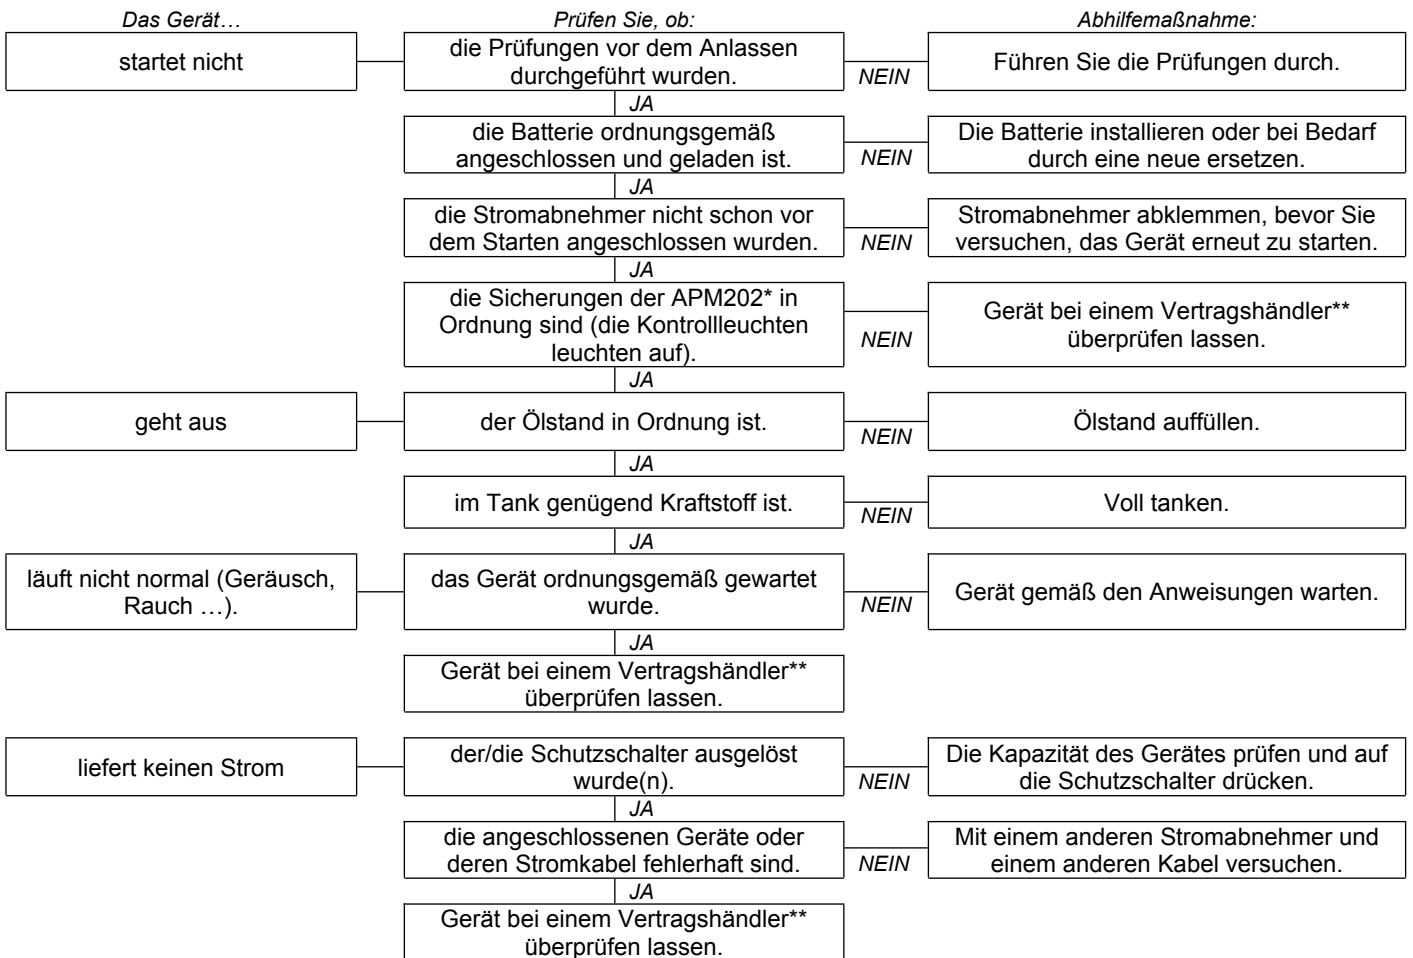 Das Gerät…
Prüfen Sie, ob:
Abhilfemaßnahme:
startet nicht
die Prüfungen vor dem Anlassen
durchgeführt wurden.
NEIN
Führen Sie die Prüfungen durch.
JA
die Batterie ordnungsgemäß
angeschlossen und geladen ist.
NEIN
Die Batterie installieren oder bei Bedarf
durch eine neue ersetzen.
JA
die Stromabnehmer nicht schon vor
dem Starten angeschlossen wurden.
NEIN
Stromabnehmer abklemmen, bevor Sie
versuchen, das Gerät erneut zu starten.
JA
die Sicherungen der APM202* in
Ordnung sind (die Kontrollleuchten
leuchten auf).
NEIN
Gerät bei einem Vertragshändler**
überprüfen lassen.
JA
geht aus
der Ölstand in Ordnung ist.
NEIN
Ölstand auffüllen.
JA
im Tank genügend Kraftstoff ist.
NEIN
Voll tanken.
JA
läuft nicht normal (Geräusch,
Rauch …).
das Gerät ordnungsgemäß gewartet
wurde.
NEIN
Gerät gemäß den Anweisungen warten.
JA
Gerät bei einem Vertragshändler**
überprüfen lassen.
liefert keinen Strom
der/die Schutzschalter ausgelöst
wurde(n).
NEIN
Die Kapazität des Gerätes prüfen und auf
die Schutzschalter drücken.
JA
die angeschlossenen Geräte oder
deren Stromkabel fehlerhaft sind.
NEIN
Mit einem anderen Stromabnehmer und
einem anderen Kabel versuchen.
JA
Gerät bei einem Vertragshändler**
überprüfen lassen.